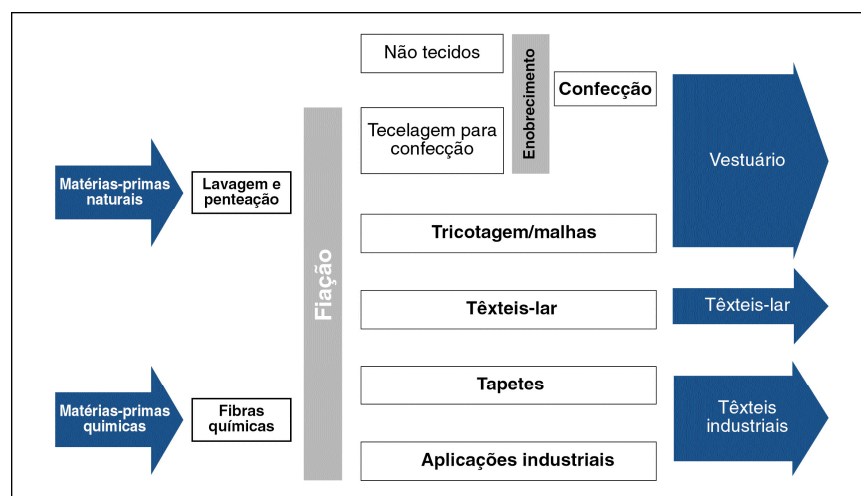 Não tecidos
Enobrecimento
Confecção
Tecelagem para
confecção
Vestuário
Matérias-primas
naturais
Lavagem e
penteação
Fiação
Tricotagem/malhas
Têxteis-lar
Têxteis-lar
Matérias-primas
quimicas
Fibras
químicas
Tapetes
Têxteis
industriais
Aplicações industriais